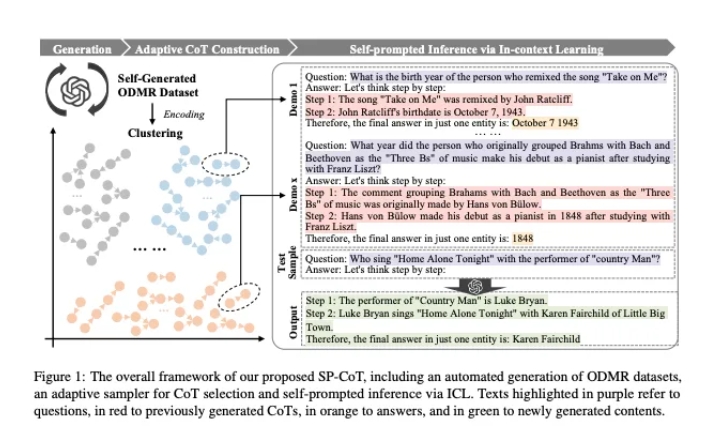 Generation
Adaptive CoT Construction
Self-prompted Inference via In-context Learning
Self-Generated
ODMR Dataset
Encoding
Clustering
...
...
... ...
...
Demo 1
Question: What is the birth year of the person who remixed the song "Take on Me"?
Answer: Let's think step by step:
Step 1: The song "Take on Me" was remixed by John Ratcliff.
Step 2: John Ratcliff's birthdate is October 7, 1943.
Therefore, the final answer in just one entity is: October 7 1943
... ...
Demo x
Question: What year did the person who originally grouped Brahms with Bach and
Beethoven as the "Three Bs" of music make his debut as a pianist after studying
with Franz Liszt?
Answer: Let's think step by step:
Step 1: The comment grouping Brahams with Bach and Beethoven as the "Three
Bs" of music was originally made by Hans von Bülow.
Step 2: Hans von Bülow made his debut as a pianist in 1848 after studying with
Franz Liszt.
Therefore, the final answer in just one entity is: 1848
Test
Sample
Question: Who sing "Home Alone Tonight" with the performer of "country Man"?
Answer: Let's think step by step:
Output
Step 1: The performer of "Country Man" is Luke Bryan.
Step 2: Luke Bryan sings "Home Alone Tonight" with Karen Fairchild of Little Big
Town.
Therefore, the final answer in just one entity is: Karen Fairchild
Figure 1: The overall framework of our proposed SP-CoT, including an automated generation of ODMR datasets,
an adaptive sampler for CoT selection and self-prompted inference via ICL. Texts highlighted in purple refer to
questions, in red to previously generated CoTs, in orange to answers, and in green to newly generated contents.